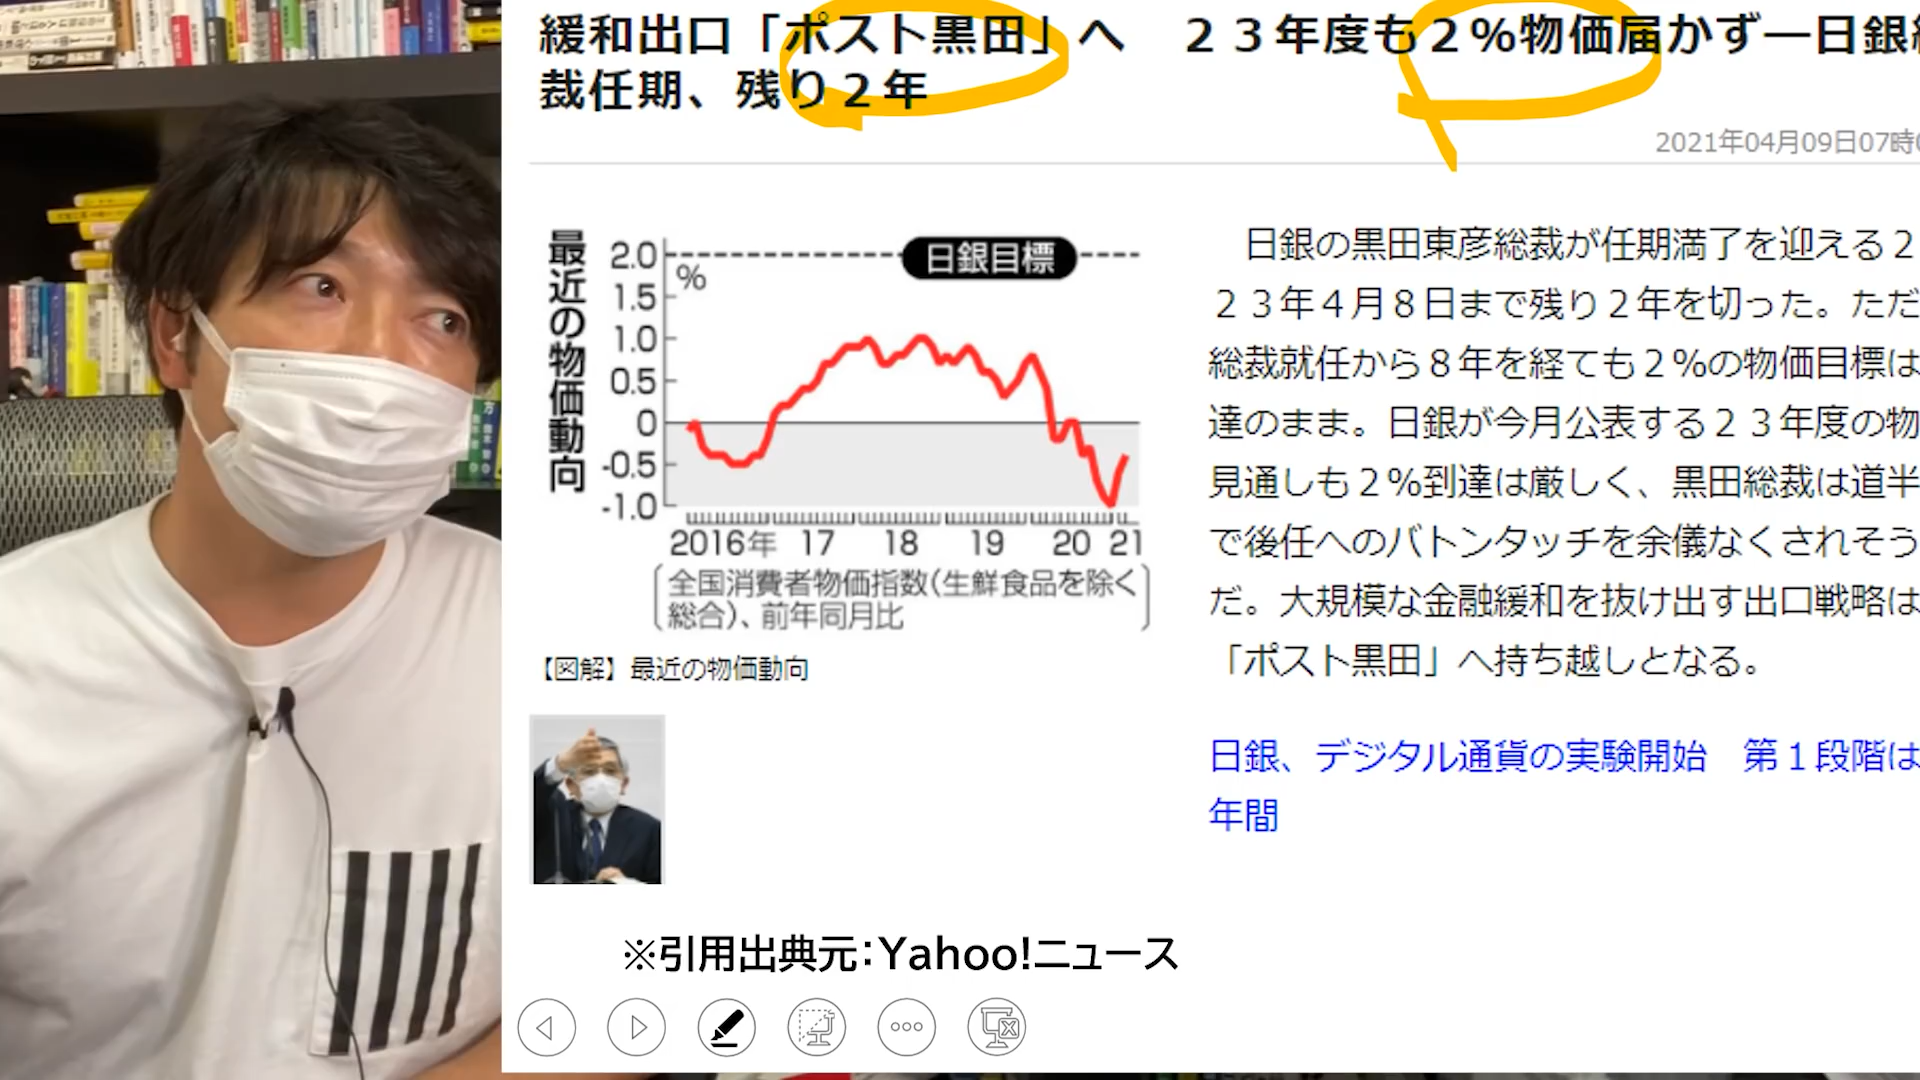 緩和出口「ポスト黒田」へ　２３年度も２％物価届かず―日銀総
裁任期、残り２年
2021年04月09日07時
最近の物価動向
2.0
日銀目標
%
1.5
1.0
0.5
0
-0.5
-1.0
2016年 17 18 19 20 21
全国消費者物価指数(生鮮食品を除く
総合)、前年同月比
【図解】最近の物価動向
日銀の黒田東彦総裁が任期満了を迎える２
２３年４月８日まで残り２年を切った。ただ
総裁就任から８年を経ても２％の物価目標は
達のまま。日銀が今月公表する２３年度の物
見通しも２％到達は厳しく、黒田総裁は道半
で後任へのバトンタッチを余儀なくされそう
だ。大規模な金融緩和を抜け出す出口戦略は
「ポスト黒田」へ持ち越しとなる。
日銀、デジタル通貨の実験開始　第１段階は
年間
※引用出典元：Yahoo!ニュース